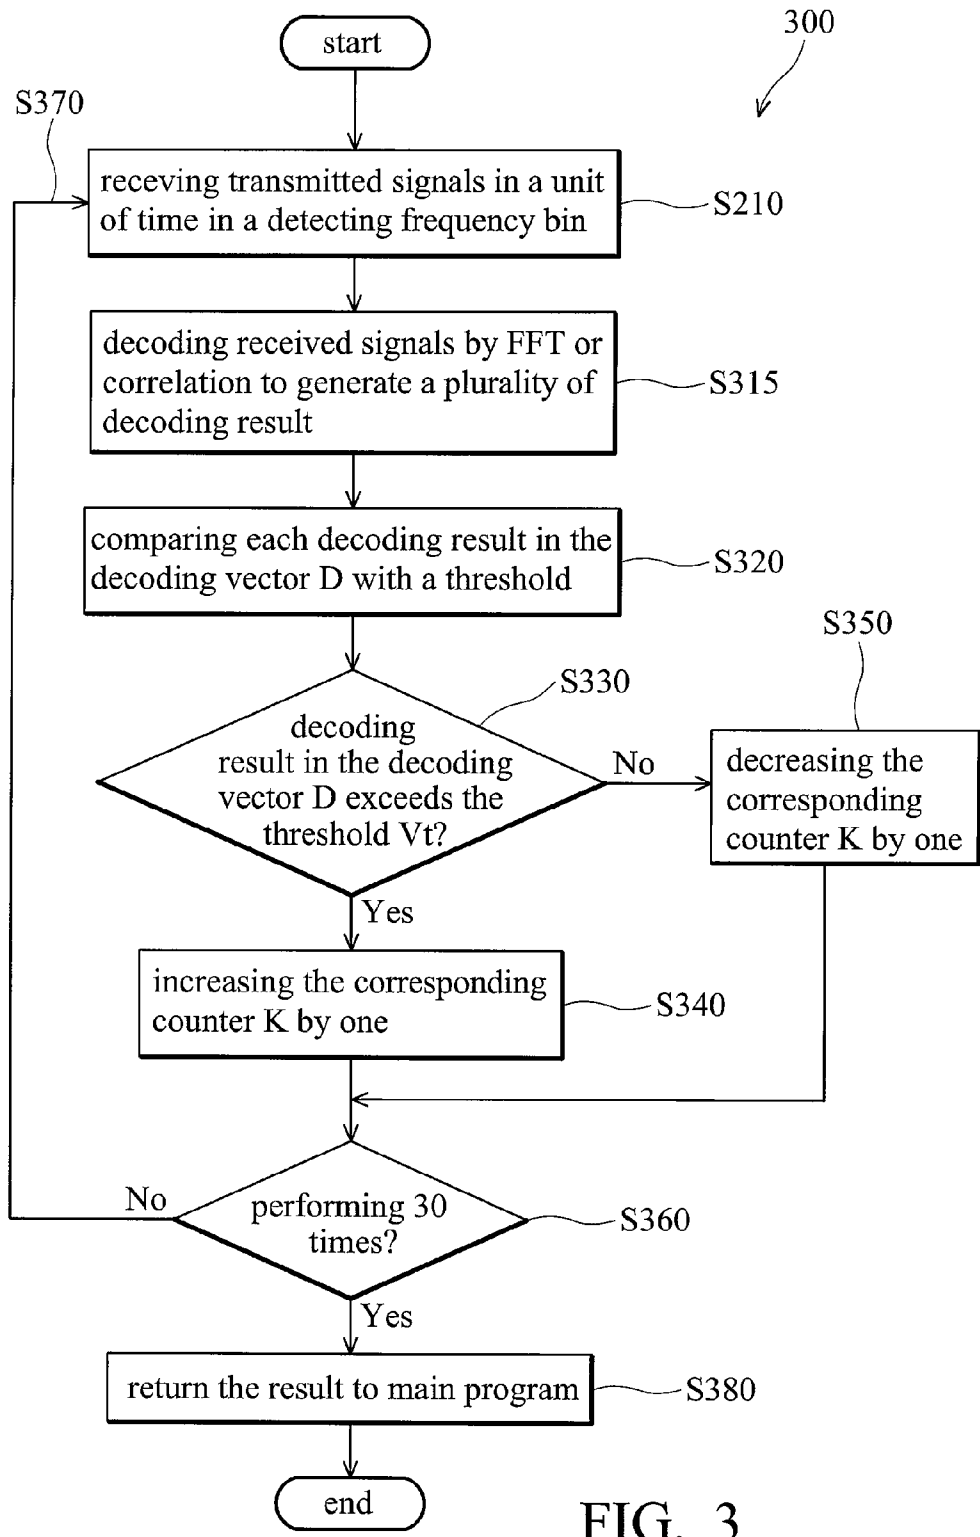 start
300
S370
receving transmitted signals in a unit
of time in a detecting frequency bin
S210
decoding received signals by FFT or
correlation to generate a plurality of
decoding result
S315
comparing each decoding result in the
decoding vector D with a threshold
S320
S330
decoding
result in the decoding
vector D exceeds the
threshold Vt?
No
S350
decreasing the
corresponding
counter K by one
Yes
increasing the corresponding
counter K by one
S340
No
performing 30
times?
S360
Yes
return the result to main program
S380
end
FIG. 3